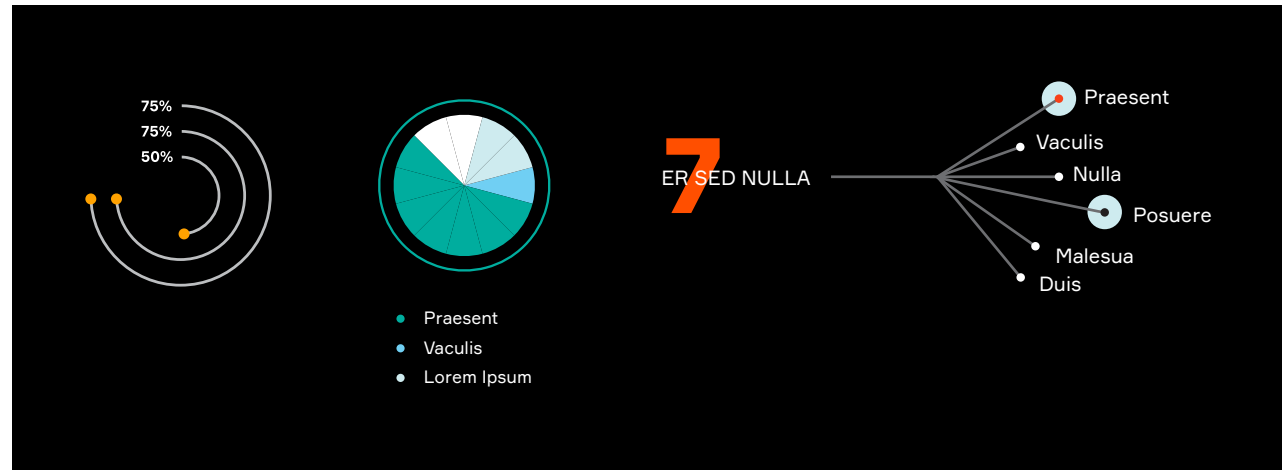 75%
75%
50%
Praesent
Vaculis
Lorem Ipsum
7
ER SED NULLA
Praesent
Vaculis
Nulla
Posuere
Malesua
Duis